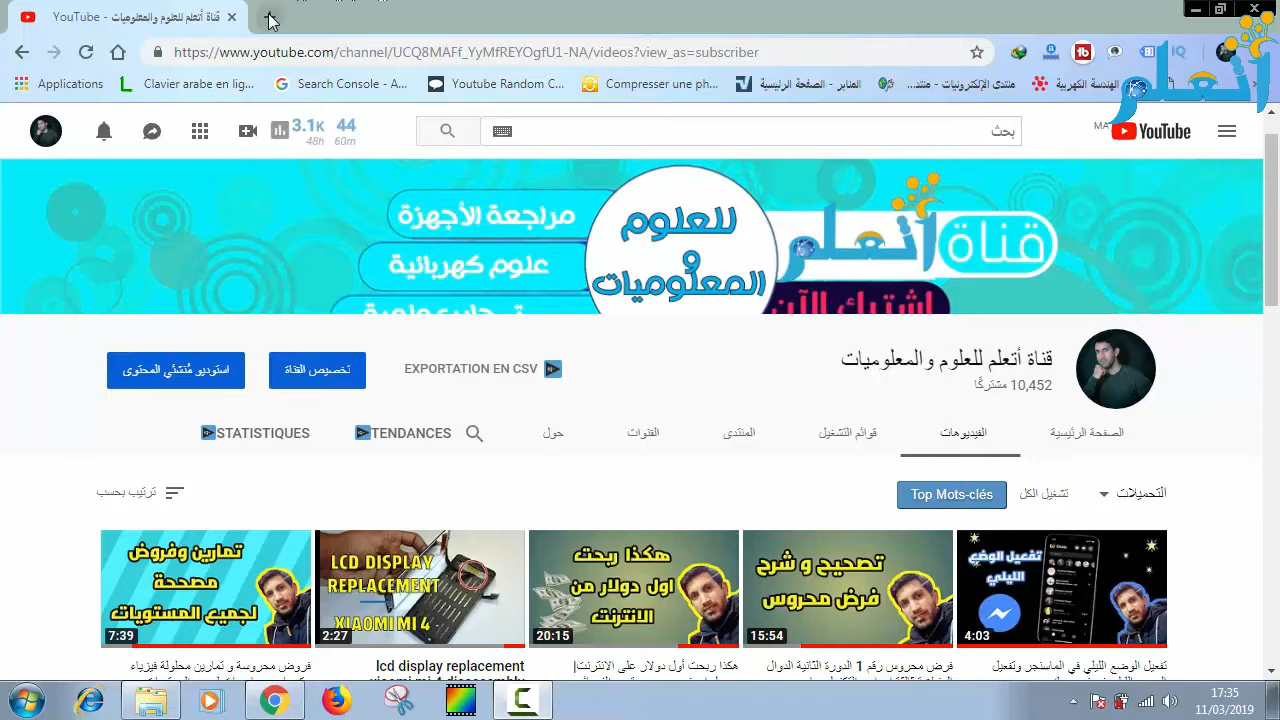 YouTube - قناة أتعلم للعلوم والمعلوميات
https://www.youtube.com/channel/UCQ8MAFf_YyMfREYOgfUI-NA/videos?view_as=subscriber
Applications
Clavier arabe en lig...
Search Console A...
Youtube Random C...
Compresser une ph...
المنابر - الصفحة الرئيسية
منتدى الإلكترونيات - منتد...
الهندسة الكهربية
أتعلم
3.1K 48h
44 60m
بحث
YouTube MA
مراجعة الأجهزة
علوم كهربائية
للعلوم
و
المعلوميات
قناة أتعلم
اشترك الآن
استوديو مُنشئي المحتوى
تخصيص القناة
EXPORTATION EN CSV
قناة أتعلم للعلوم والمعلوميات
10,452 مشتركًا
الصفحة الرئيسية
الفيديوهات
قوائم التشغيل
المنتدى
القنوات
حول
TENDANCES
STATISTIQUES
التحميلات
تشغيل الكل
Top Mots-clés
ترتيب بحسب
تفعيل الوضع
الليلي
4:03
تصحيح و شرح
فرض محروس
15:54
هكذا ربحت
اول دولار من
الانترنت
20:15
LCD DISPLAY
REPLACEMENT
XIAOMI MI 4
2:27
تمارين وفروض
مصححة
لجميع المستويات
7:39
تفعيل الوضع الليلي في الماسنجر وتفعيل
فرض محروس رقم 1 الدورة الثانية الدوال
هكذا ربحت أول دولار على الإنترنت|
lcd display replacement
فروض محروسة و تمارين محلولة فيزياء
17:35
11/03/2019